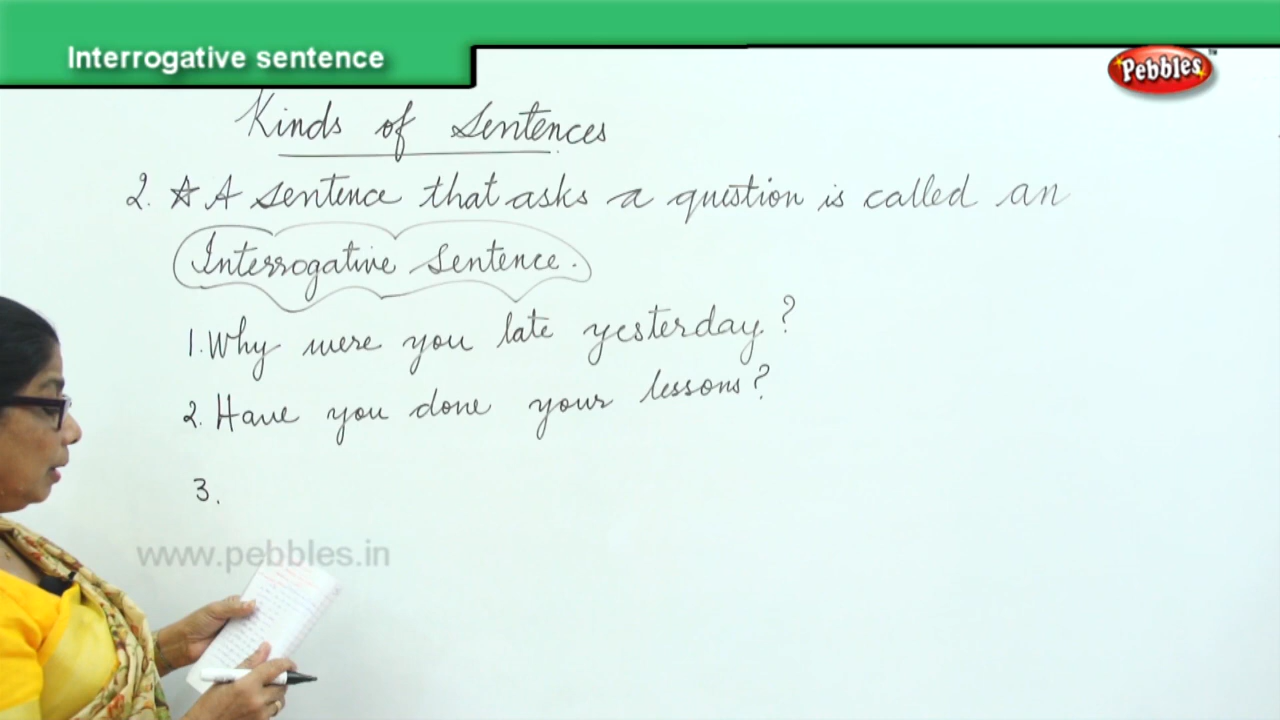 Interrogative sentence
Pebbles™
Kinds of Sentences
2. ☆ A sentence that asks a question is called an
Interrogative Sentence.
1. Why were you late yesterday?
2. Have you done your lessons?
3.
www.pebbles.in